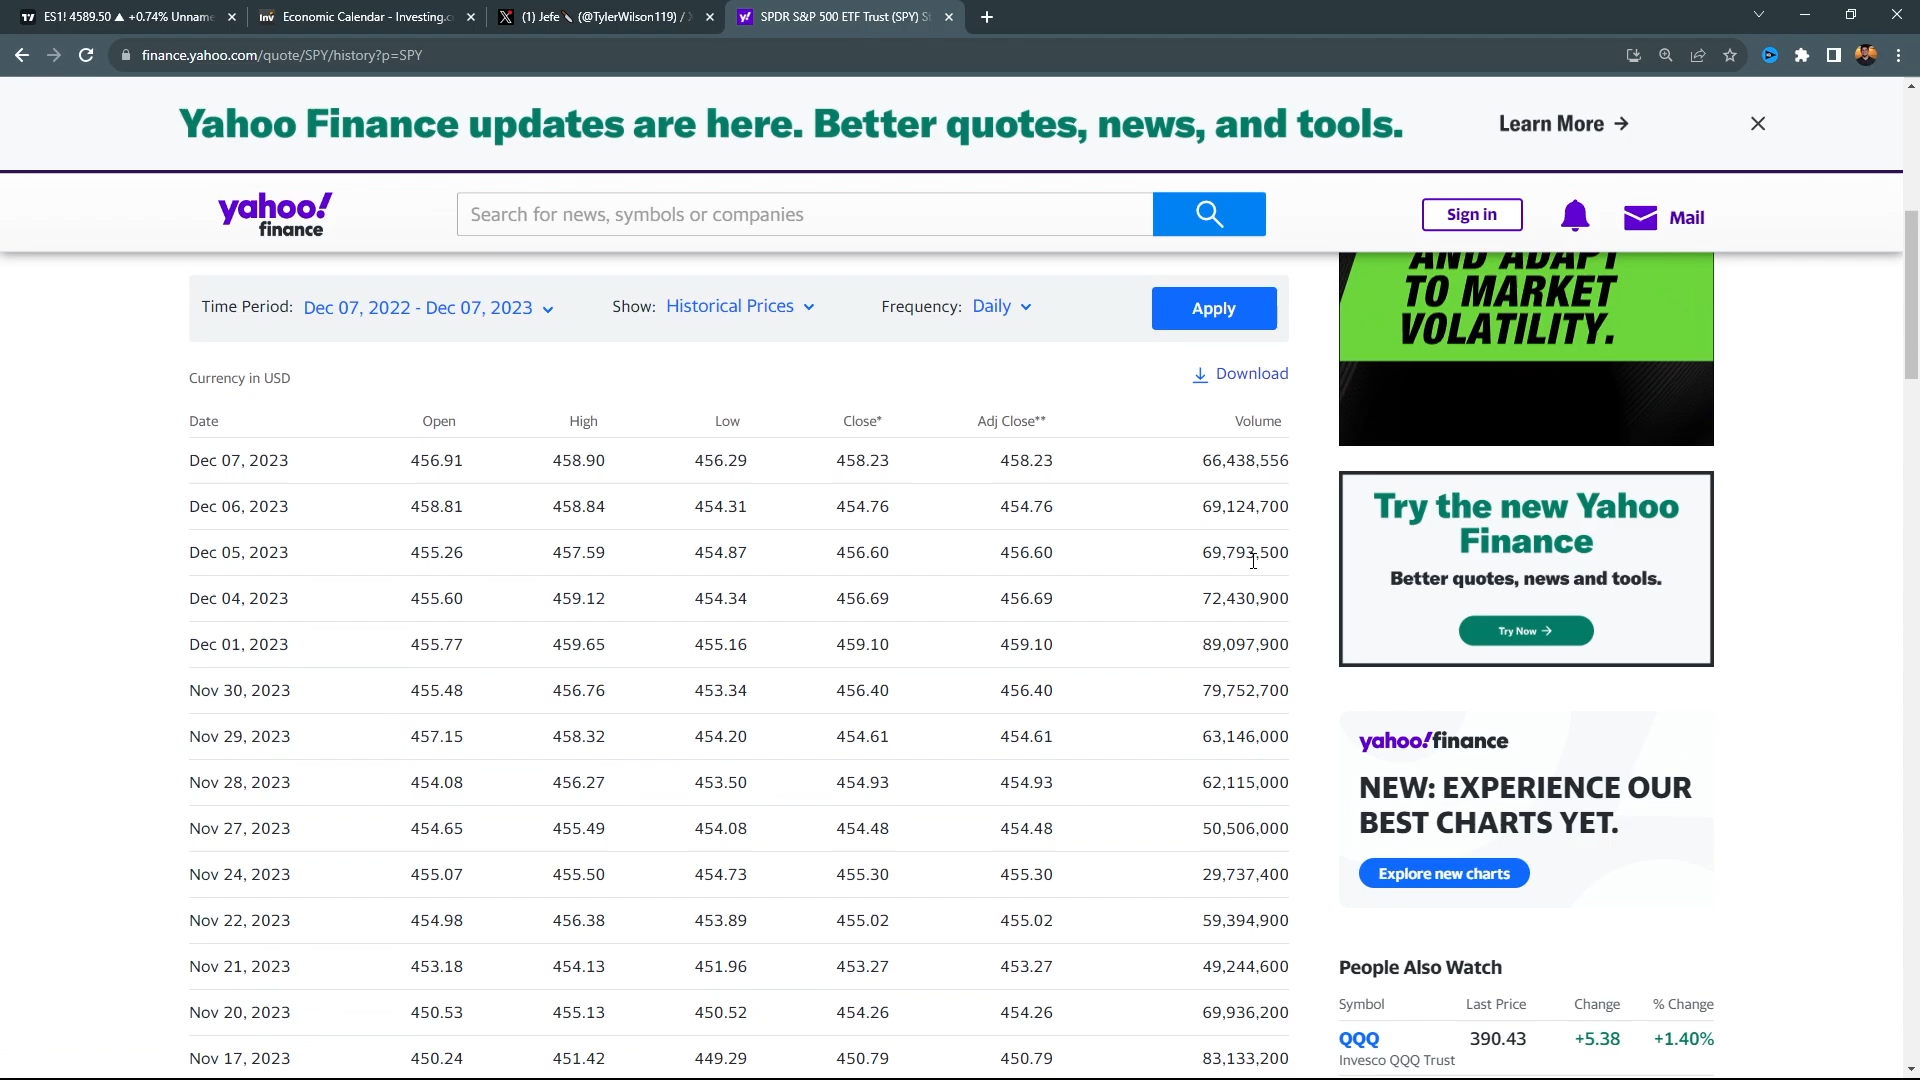 ES1! 4589.50 ▲ +0.74% Unname
Economic Calendar - Investing.c
(1) Jefe (@TylerWilson119) / X
SPDR S&P 500 ETF Trust (SPY) S
finance.yahoo.com/quote/SPY/history?p=SPY
Yahoo Finance updates are here. Better quotes, news, and tools.
Learn More →
yahoo!
finance
Search for news, symbols or companies
Sign in
Mail
AND ADAPT
TO MARKET
VOLATILITY.
Time Period: Dec 07, 2022 - Dec 07, 2023
Show: Historical Prices
Frequency: Daily
Apply
Currency in USD
Download
Date Open High Low Close* Adj Close** Volume
Dec 07, 2023 456.91 458.90 456.29 458.23 458.23 66,438,556
Dec 06, 2023 458.81 458.84 454.31 454.76 454.76 69,124,700
Dec 05, 2023 455.26 457.59 454.87 456.60 456.60 69,793,500
Dec 04, 2023 455.60 459.12 454.34 456.69 456.69 72,430,900
Dec 01, 2023 455.77 459.65 455.16 459.10 459.10 89,097,900
Nov 30, 2023 455.48 456.76 453.34 456.40 456.40 79,752,700
Nov 29, 2023 457.15 458.32 454.20 454.61 454.61 63,146,000
Nov 28, 2023 454.08 456.27 453.50 454.93 454.93 62,115,000
Nov 27, 2023 454.65 455.49 454.08 454.48 454.48 50,506,000
Nov 24, 2023 455.07 455.50 454.73 455.30 455.30 29,737,400
Nov 22, 2023 454.98 456.38 453.89 455.02 455.02 59,394,900
Nov 21, 2023 453.18 454.13 451.96 453.27 453.27 49,244,600
Nov 20, 2023 450.53 455.13 450.52 454.26 454.26 69,936,200
Nov 17, 2023 450.24 451.42 449.29 450.79 450.79 83,133,200
Try the new Yahoo
Finance
Better quotes, news and tools.
Try Now →
yahoo!finance
NEW: EXPERIENCE OUR
BEST CHARTS YET.
Explore new charts
People Also Watch
Symbol Last Price Change % Change
QQQ 390.43 +5.38 +1.40%
Invesco QQQ Trust